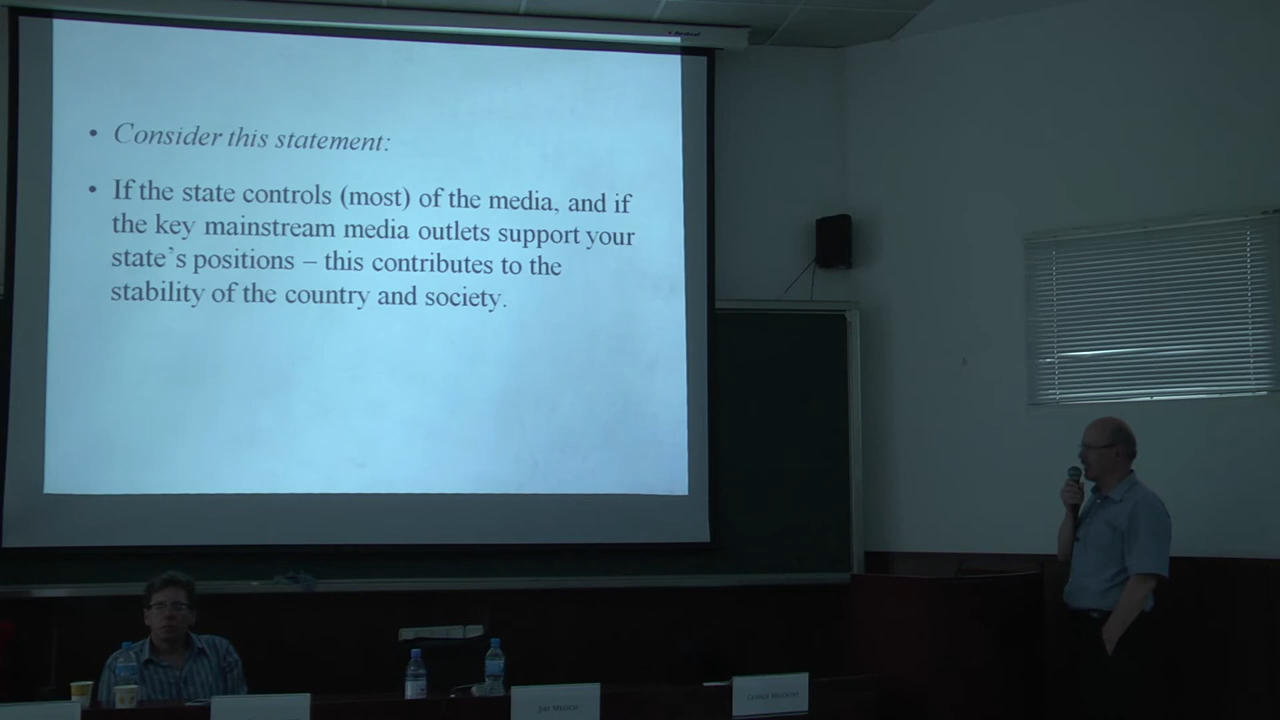 • Consider this statement:
• If the state controls (most) of the media, and if
the key mainstream media outlets support your
state's positions – this contributes to the
stability of the country and society.